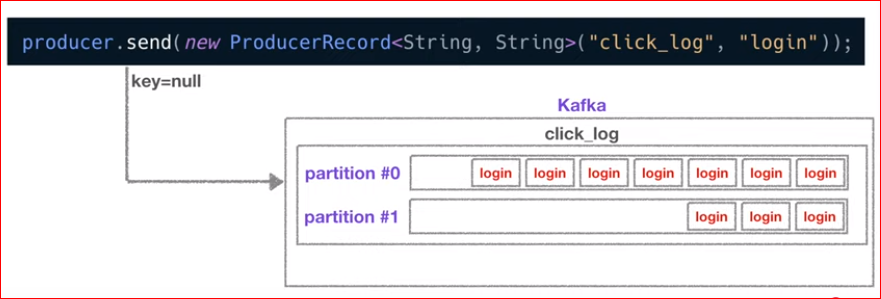 producer.send(new ProducerRecord<String, String>("click_log", "login"));
key=null
Kafka
click_log
partition #0 login login login login login login login
partition #1 login login login